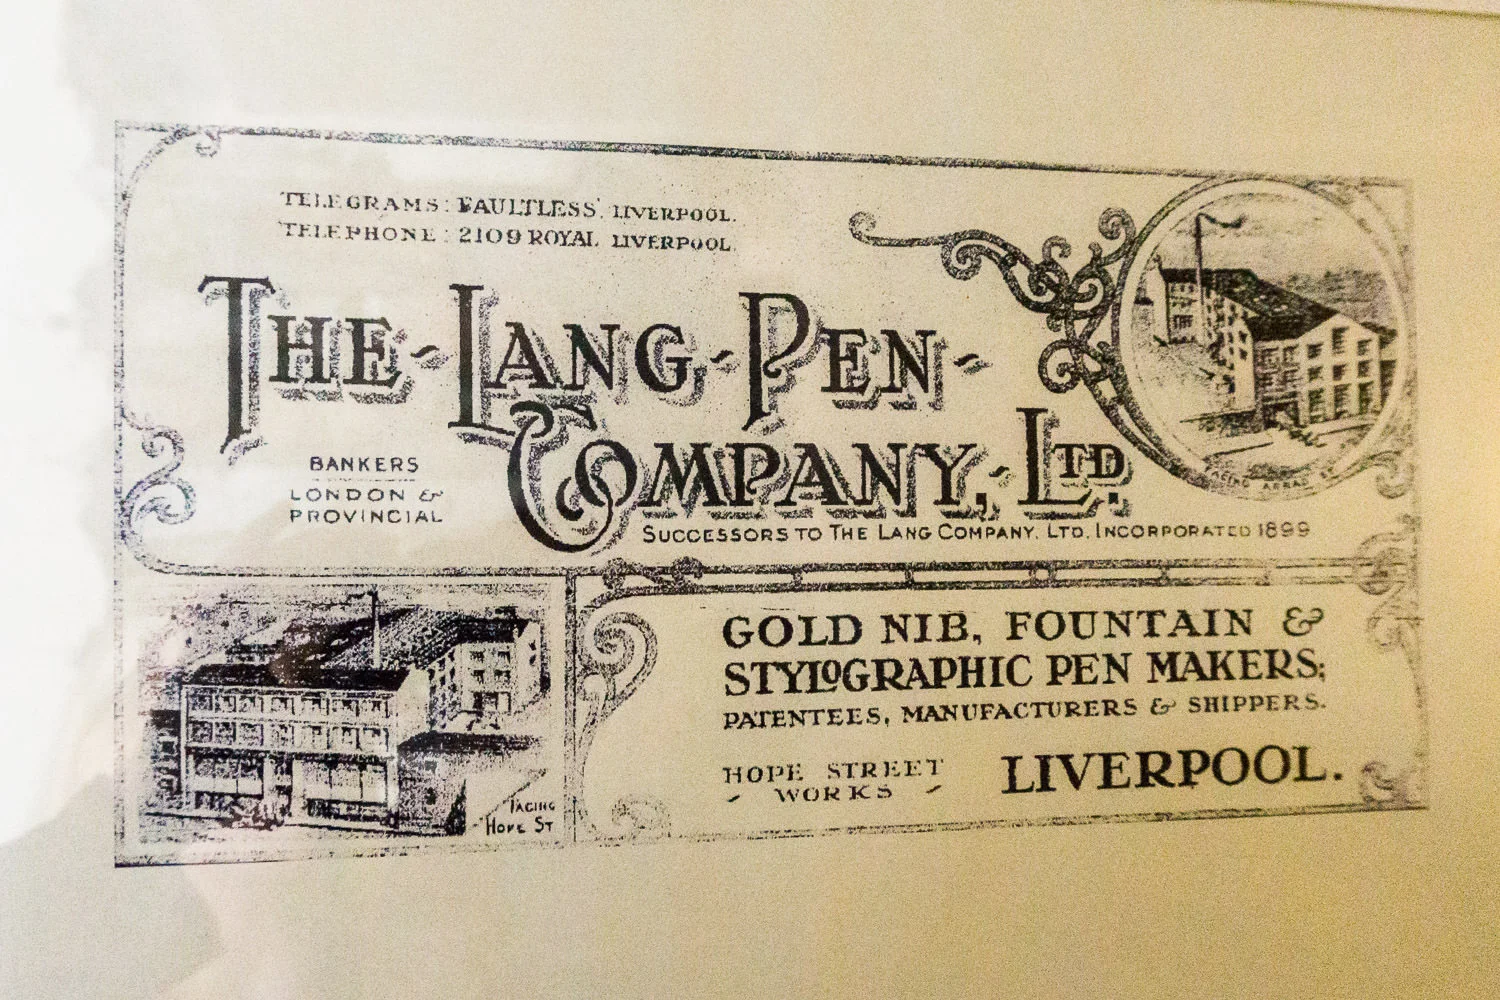 TELEGRAMS: 'FAULTLESS', LIVERPOOL.
TELEPHONE: 2109 ROYAL LIVERPOOL.
THE - LANG - PEN -
COMPANY, - LTD.
BANKERS
LONDON &
PROVINCIAL
SUCCESSORS TO THE LANG COMPANY, LTD. INCORPORATED 1899
FACING
HOPE ST
GOLD NIB, FOUNTAIN &
STYLOGRAPHIC PEN MAKERS;
PATENTEES, MANUFACTURERS & SHIPPERS.
HOPE STREET
WORKS
LIVERPOOL.